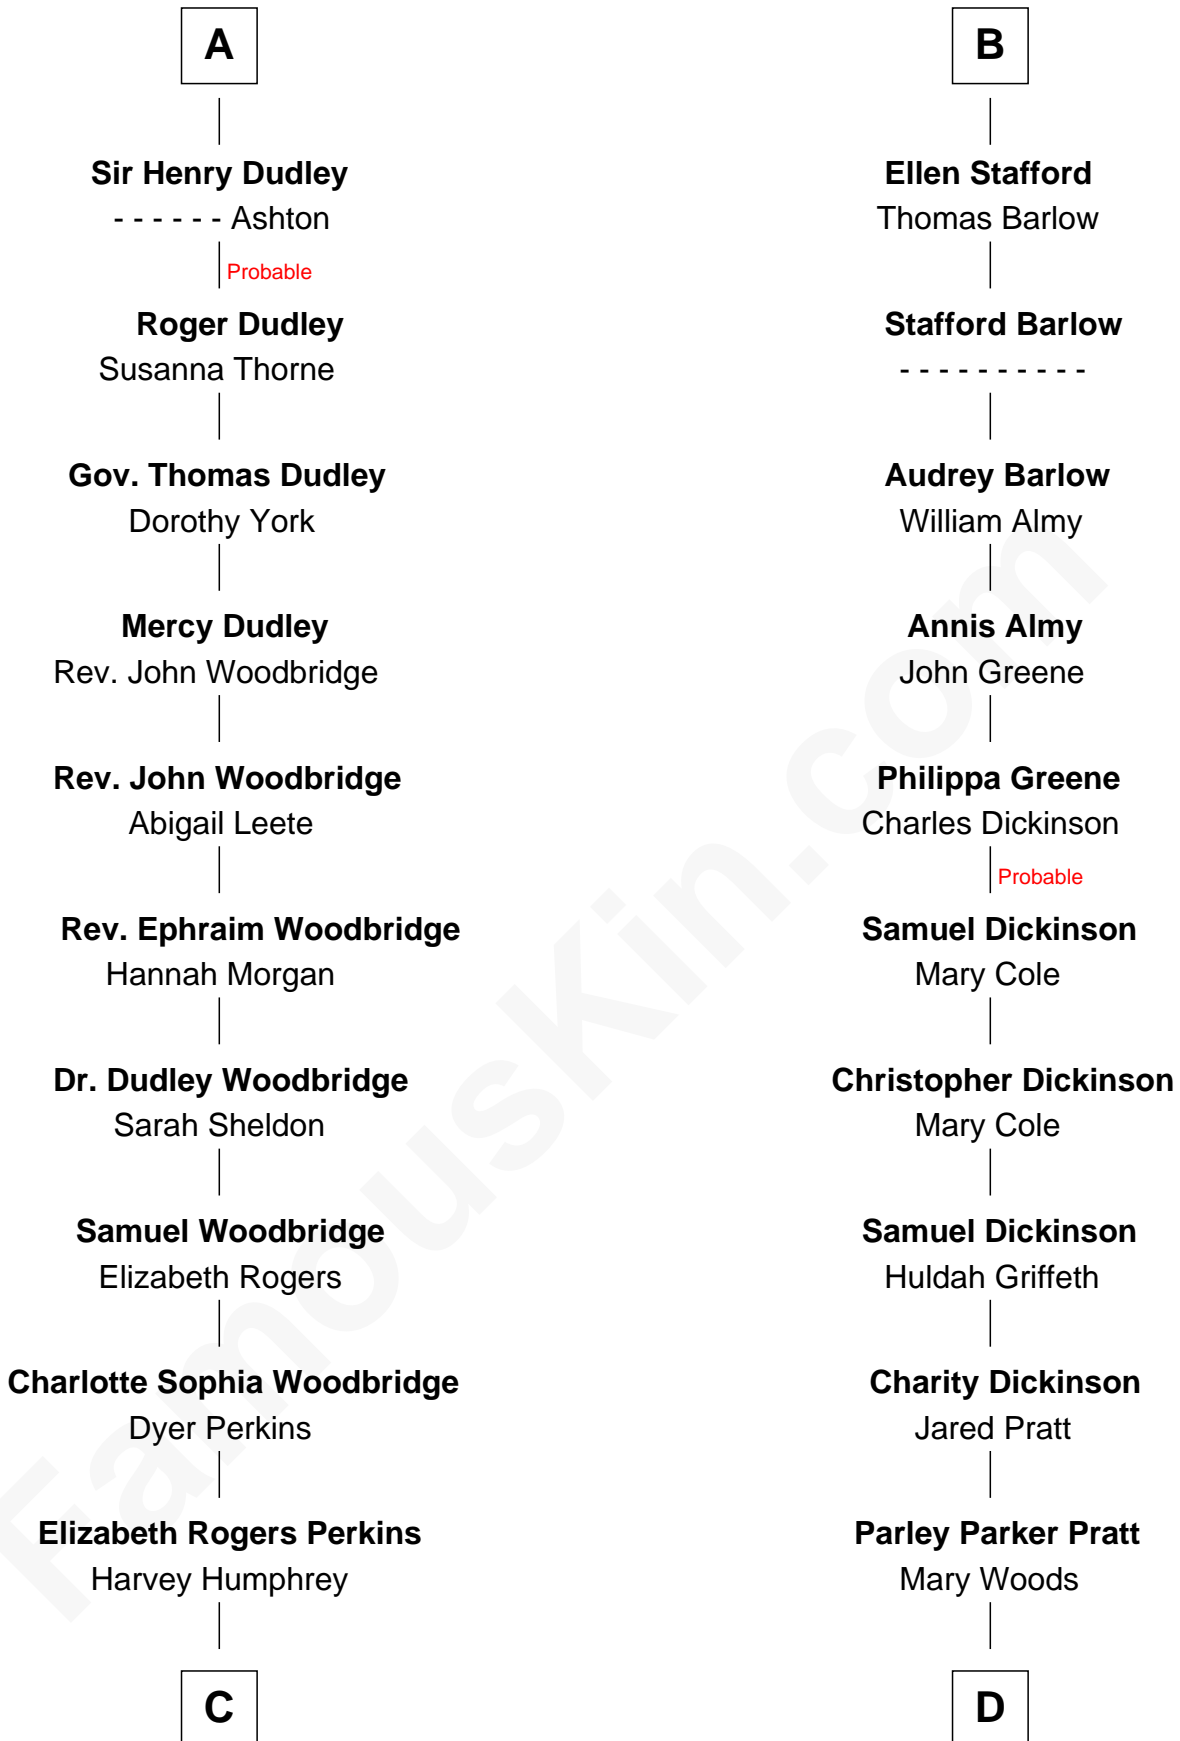 A
Sir Henry Dudley
- - - - - - Ashton
Probable
Roger Dudley
Susanna Thorne
Gov. Thomas Dudley
Dorothy York
Mercy Dudley
Rev. John Woodbridge
Rev. John Woodbridge
Abigail Leete
Rev. Ephraim Woodbridge
Hannah Morgan
Dr. Dudley Woodbridge
Sarah Sheldon
Samuel Woodbridge
Elizabeth Rogers
Charlotte Sophia Woodbridge
Dyer Perkins
Elizabeth Rogers Perkins
Harvey Humphrey
C
B
Ellen Stafford
Thomas Barlow
Stafford Barlow
- - - - - - - - - -
Audrey Barlow
William Almy
Annis Almy
John Greene
Philippa Greene
Charles Dickinson
Probable
Samuel Dickinson
Mary Cole
Christopher Dickinson
Mary Cole
Samuel Dickinson
Huldah Griffeth
Charity Dickinson
Jared Pratt
Parley Parker Pratt
Mary Woods
D
FamousKin.com